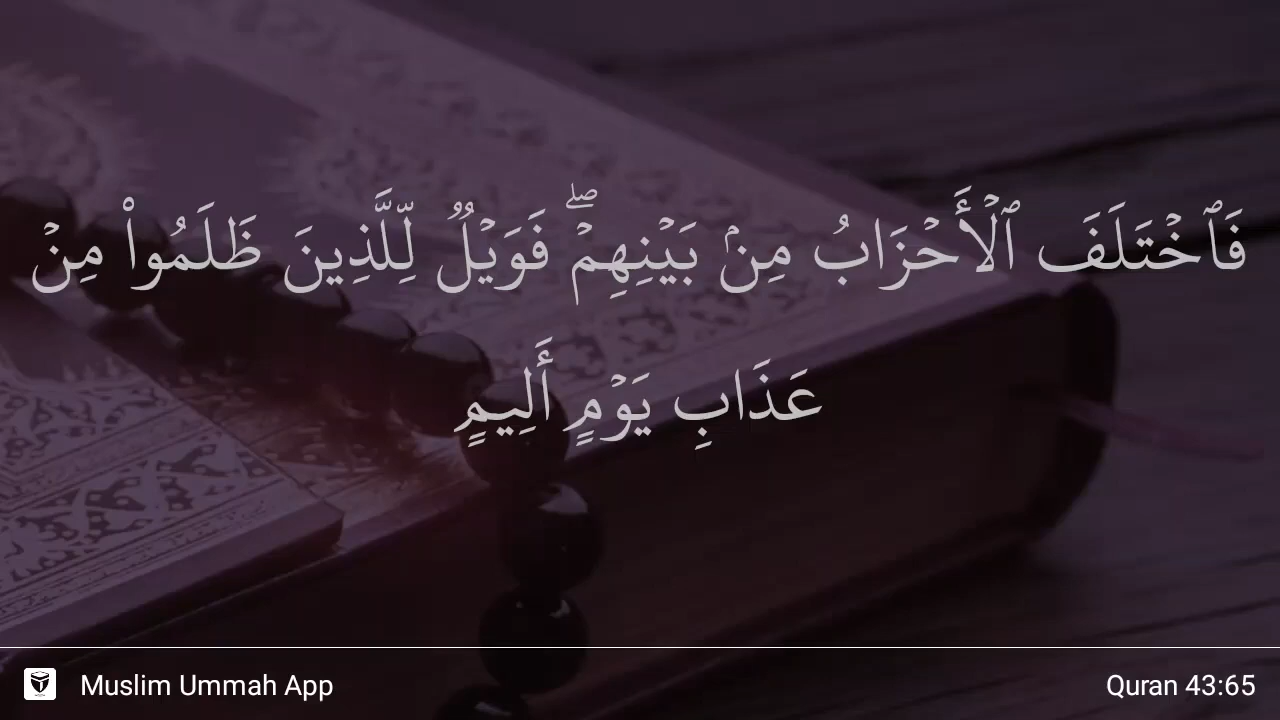 فَٱخْتَلَفَ ٱلْأَحْزَابُ مِنۢ بَيْنِهِمْ ۖ فَوَيْلٌ لِّلَّذِينَ ظَلَمُوا۟ مِنْ
عَذَابِ يَوْمٍ أَلِيمٍ
Muslim Ummah App
Quran 43:65